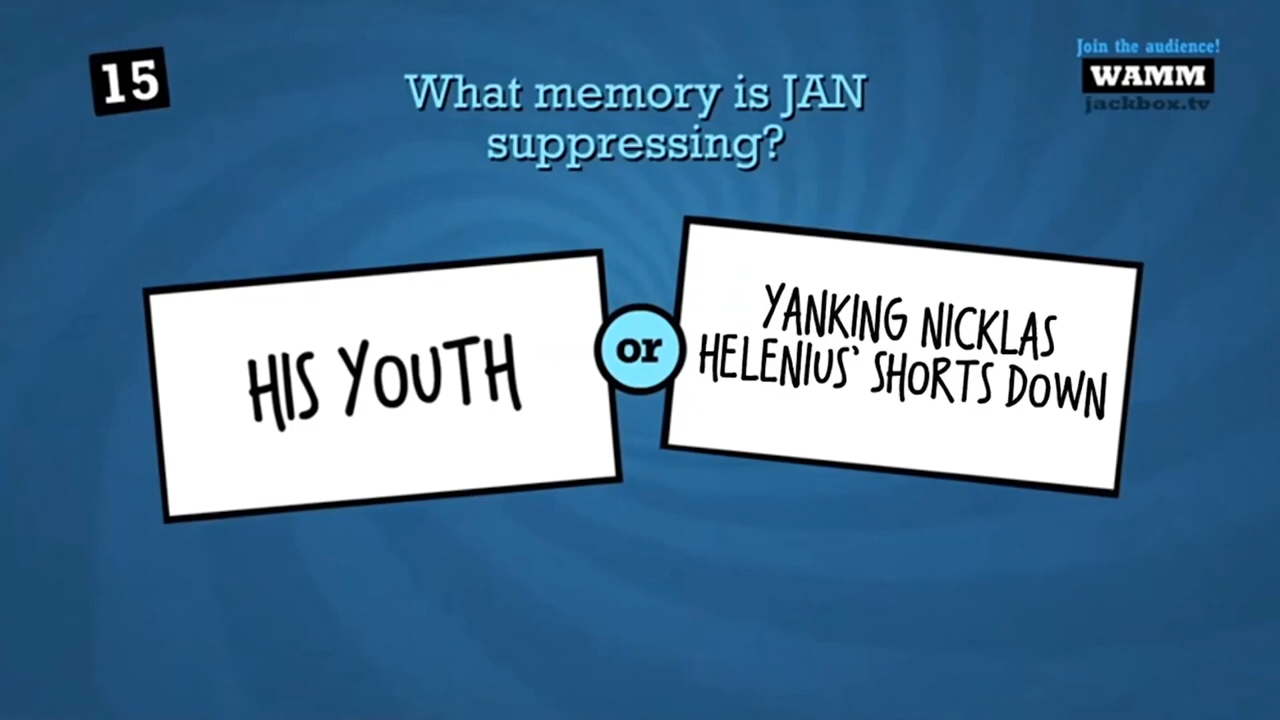 15
What memory is JAN
suppressing?
Join the audience!
WAMM
jackbox.tv
HIS YOUTH
or
YANKING NICKLAS
HELENIUS' SHORTS DOWN